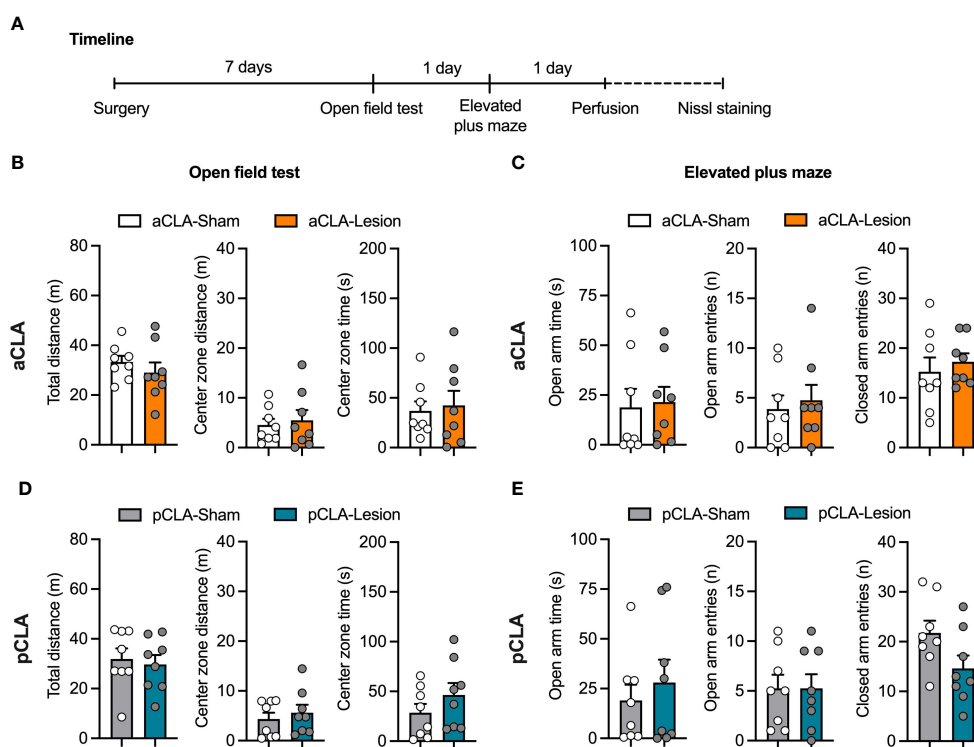 A
Timeline
7 days 1 day 1 day
Surgery Open field test Elevated plus maze Perfusion Nissl staining
B Open field test
aCLA-Sham aCLA-Lesion
aCLA
Total distance (m)
80
60
40
20
0
Center zone distance (m)
40
30
20
10
0
Center zone time (s)
200
150
100
50
0
C Elevated plus maze
aCLA-Sham aCLA-Lesion
aCLA
Open arm time (s)
100
75
50
25
0
Open arm entries (n)
20
15
10
5
0
Closed arm entries (n)
40
30
20
10
0
D
pCLA-Sham pCLA-Lesion
pCLA
Total distance (m)
80
60
40
20
0
Center zone distance (m)
40
30
20
10
0
Center zone time (s)
200
150
100
50
0
E
pCLA-Sham pCLA-Lesion
pCLA
Open arm time (s)
100
75
50
25
0
Open arm entries (n)
20
15
10
5
0
Closed arm entries (n)
40
30
20
10
0